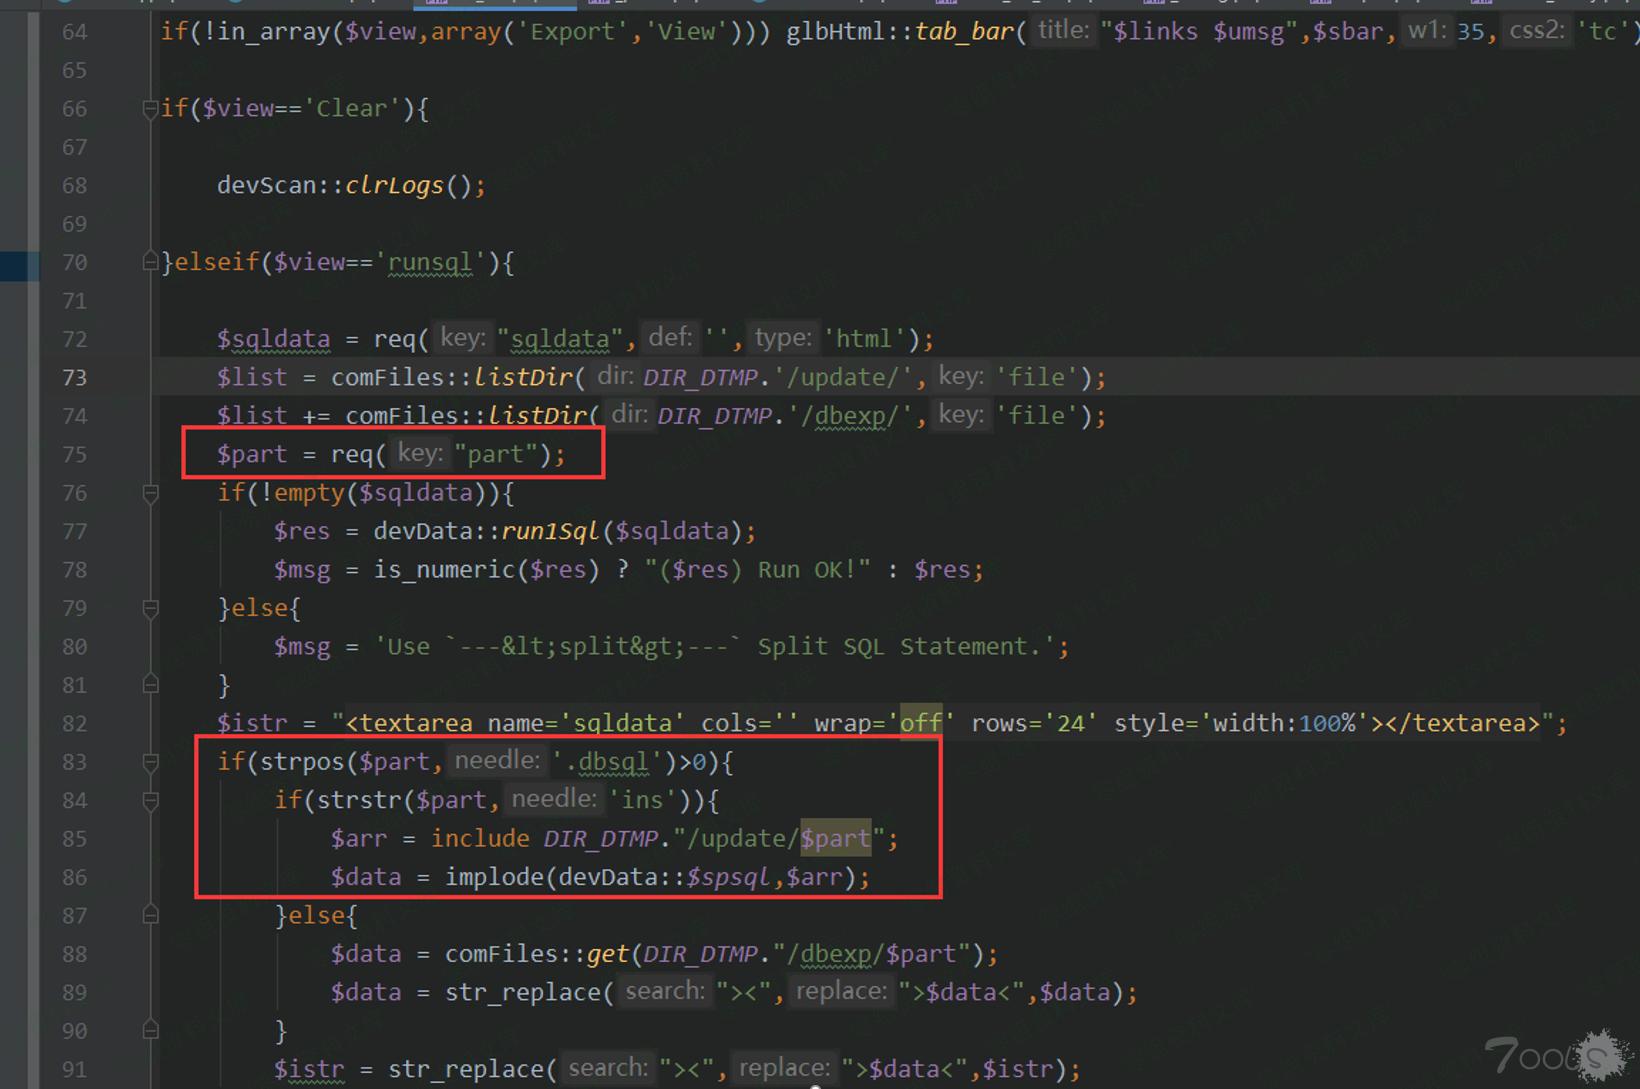 64 if(!in_array($view,array('Export','View'))) glbHtml::tab_bar( title: "$links $umsg",$sbar, w1: 35, css2: 'tc')
65
66 if($view=='Clear'){
67
68 devScan::clrLogs();
69
70 }elseif($view=='runsql'){
71
72 $sqldata = req( key: "sqldata", def: '', type: 'html');
73 $list = comFiles::listDir( dir: DIR_DTMP.'/update/', key: 'file');
74 $list += comFiles::listDir( dir: DIR_DTMP.'/dbexp/', key: 'file');
75 $part = req( key: "part");
76 if(!empty($sqldata)){
77 $res = devData::run1Sql($sqldata);
78 $msg = is_numeric($res) ? "($res) Run OK!" : $res;
79 }else{
80 $msg = 'Use `---&lt;split&gt;---` Split SQL Statement.';
81 }
82 $istr = "<textarea name='sqldata' cols='' wrap='off' rows='24' style='width:100%'></textarea>";
83 if(strpos($part, needle: '.dbsql')>0){
84 if(strstr($part, needle: 'ins')){
85 $arr = include DIR_DTMP."/update/$part";
86 $data = implode(devData::$spsql,$arr);
87 }else{
88 $data = comFiles::get(DIR_DTMP."/dbexp/$part");
89 $data = str_replace( search: "><", replace: ">$data<",$data);
90 }
91 $istr = str_replace( search: "><", replace: ">$data<",$istr);
7ooLs